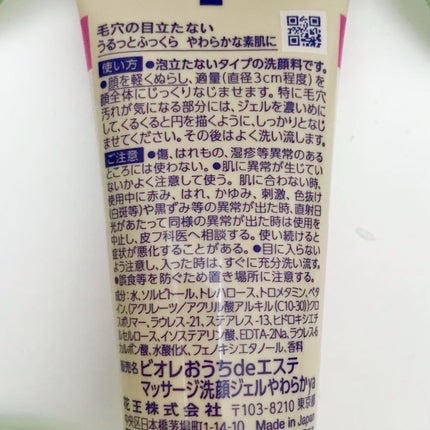 毛穴の目立たない
うるっとふっくら やわらかな素肌に
使い方 ●泡立たないタイプの洗顔料です。
●顔を軽くぬらし、適量(直径3cm程度)を
顔全体にじっくりなじませます。特に毛穴
汚れが気になる部分には、ジェルを濃いめに
して、くるくると円を描くように、しっかりとなじ
ませてください。その後はよく洗い流します。
ご注意 ●傷、はれもの、湿疹等異常のある
ところには使わない。●肌に異常が生じてい
ないかよく注意して使う。肌に合わない時、
使用中に赤み、はれ、かゆみ、刺激、色抜け
(白斑等)や黒ずみ等の異常が出た時、直射日
光があたって同様の異常が出た時は使用を
中止し、皮フ科医へ相談する。使い続けると
症状が悪化することがある。●目に入らない
よう注意し、入った時は、すぐに充分洗い流す。
●誤食等を防ぐため置き場所に注意する。
成分:水、ソルビトール、トレハロース、トロメタミン、ベタ
イン、(アクリレーツ/アクリル酸アルキル(C10-30))クロ
スポリマー、ラウレス-21、ステアレス-13、ヒドロキシエチ
ルセルロース、イソステアリン酸、EDTA-2Na、ラウレス-6
カルボン酸、水酸化K、フェノキシエタノール、香料
販売名 ビオレおうちdeエステ
マッサージ洗顔ジェルやわらかya
花王株式会社 〒103-8210 東京都
中央区日本橋茅場町1-14-10 Made in Japan